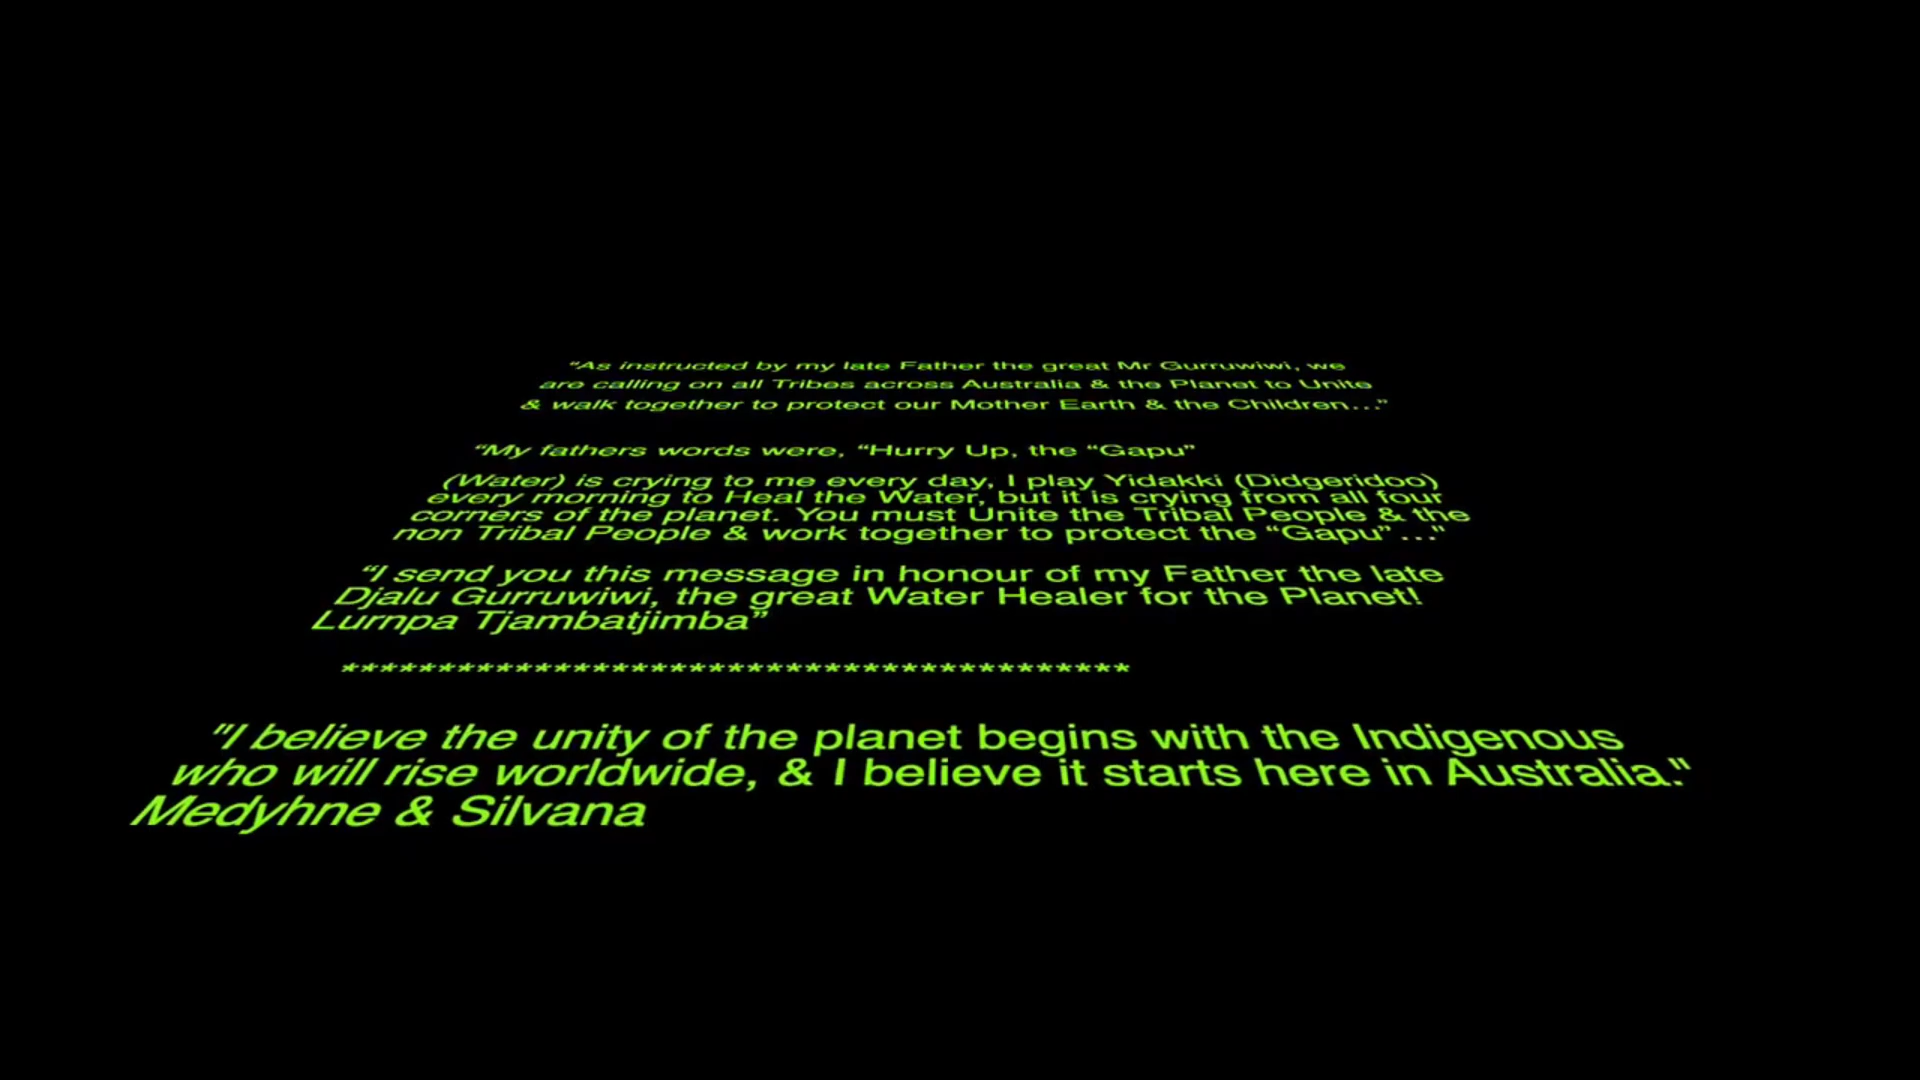 “As instructed by my late Father the great Mr Gurruwiwi, we
are calling on all Tribes across Australia & the Planet to Unite
& walk together to protect our Mother Earth & the Children...”
“My fathers words were, “Hurry Up, the “Gapu”
(Water) is crying to me every day, I play Yidakki (Didgeridoo)
every morning to Heal the Water, but it is crying from all four
corners of the planet. You must Unite the Tribal People & the
non Tribal People & work together to protect the “Gapu” ..."
“I send you this message in honour of my Father the late
Djalu Gurruwiwi, the great Water Healer for the Planet!
Lurnpa Tjambatjimba”
*****************************************
"I believe the unity of the planet begins with the Indigenous
who will rise worldwide, & I believe it starts here in Australia."
Medyhne & Silvana